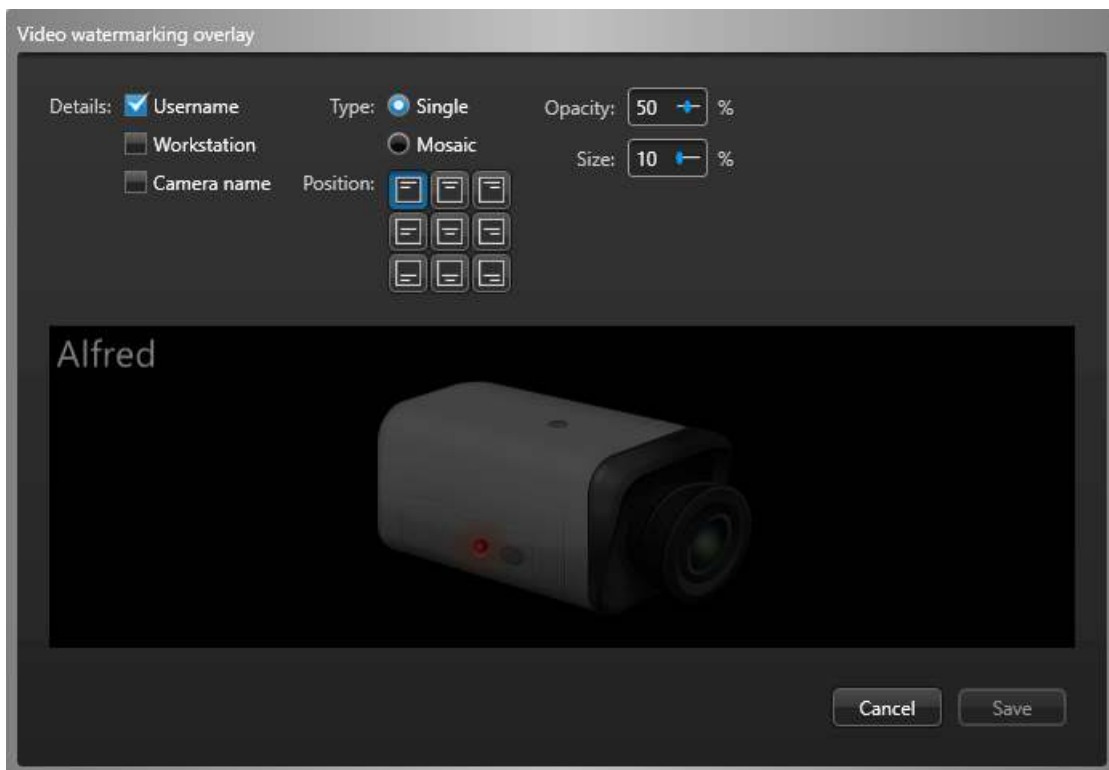 Video watermarking overlay
Details: Username Type: Single Opacity: 50 %
Workstation Mosaic Size: 10 %
Camera name Position:
Alfred
Cancel Save